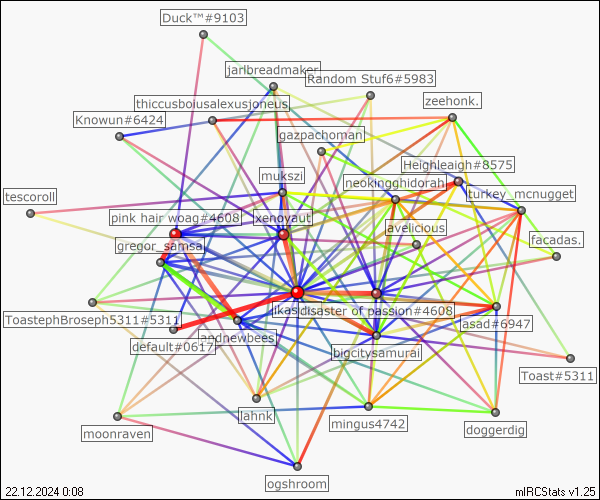 Duck™#9103
jarlbreadmaker
Random Stuf6#5983
thiccusboiusalexusjoneus
zeehonk.
Knowun#6424
gazpachoman
Heighleaigh#8575
mukszi
neokingghidorah
turkey_mcnugget
tescoroll
pink hair woag#4608
xenoyaut
avelicious
gregor_samsa
facadas.
disaster of passion#4608
ToastephBroseph5311#5311
asad#6947
default#0617
andnewbees
bigcitysamurai
Toast#5311
lahnk
mingus4742
moonraven
doggerdig
ogshroom
22.12.2024 0:08
mIRCStats v1.25